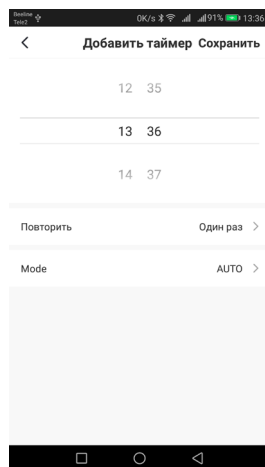 Beeline
Tele2
0K/s 91% 13:36
Добавить таймер Сохранить
12 35
13 36
14 37
Повторить Один раз
Mode AUTO